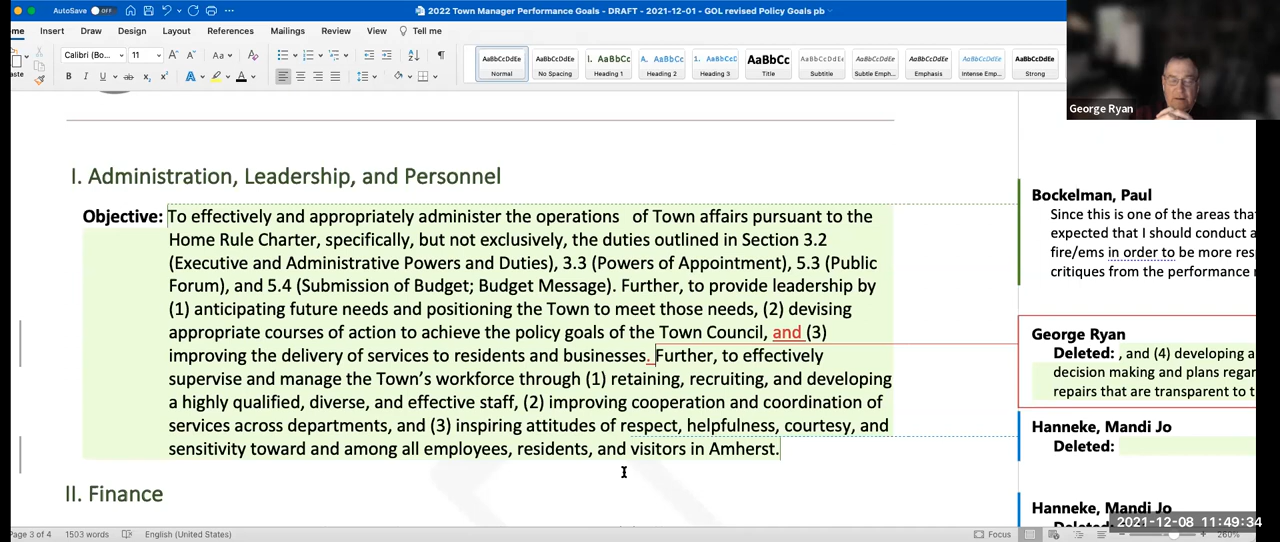 AutoSave OFF
2022 Town Manager Performance Goals - DRAFT - 2021-12-01 - GOL revised Policy Goals pb
me Insert Draw Design Layout References Mailings Review View Tell me
Calibri (Bo... 11
aste
AaBbCcDdEe Normal
AaBbCcDdEe No Spacing
Heading 1
Heading 2
Heading 3
AaBbCc Title
AaBbCcDdEe Subtitle
AaBbCcDdEe Subtle Emph...
AaBbCcDdEe Emphasis
AaBbCcDdEe Intense Emp...
AaBbCcDdEe Strong
George Ryan
I. Administration, Leadership, and Personnel
Objective: To effectively and appropriately administer the operations of Town affairs pursuant to the
Home Rule Charter, specifically, but not exclusively, the duties outlined in Section 3.2
(Executive and Administrative Powers and Duties), 3.3 (Powers of Appointment), 5.3 (Public
Forum), and 5.4 (Submission of Budget; Budget Message). Further, to provide leadership by
(1) anticipating future needs and positioning the Town to meet those needs, (2) devising
appropriate courses of action to achieve the policy goals of the Town Council, and (3)
improving the delivery of services to residents and businesses. Further, to effectively
supervise and manage the Town's workforce through (1) retaining, recruiting, and developing
a highly qualified, diverse, and effective staff, (2) improving cooperation and coordination of
services across departments, and (3) inspiring attitudes of respect, helpfulness, courtesy, and
sensitivity toward and among all employees, residents, and visitors in Amherst.
II. Finance
Bockelman, Paul
Since this is one of the areas tha
expected that I should conduct a
fire/ems in order to be more res
critiques from the performance
George Ryan
Deleted: , and (4) developing a
decision making and plans regar
repairs that are transparent to t
Hanneke, Mandi Jo
Deleted:
Hanneke, Mandi Jo
2021-12-08 11:49:34
Page 3 of 4 1503 words English (United States) Focus 260%